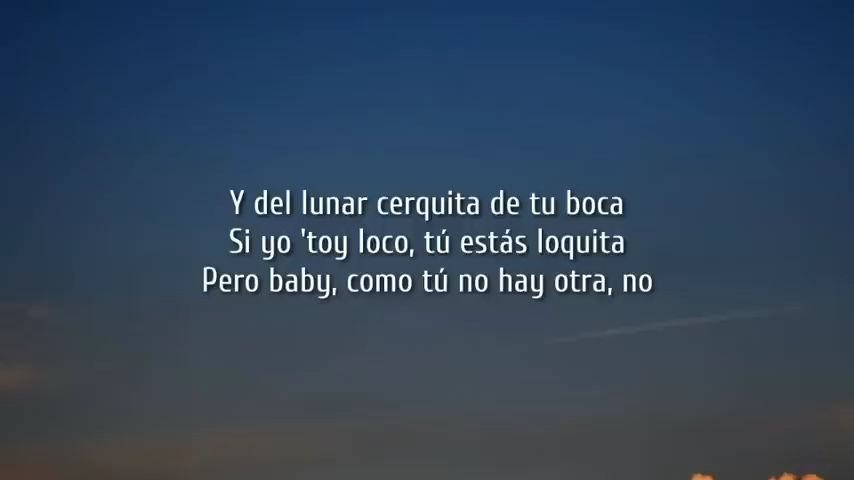 Y del lunar cerquita de tu boca
Si yo 'toy loco, tú estás loquita
Pero baby, como tú no hay otra, no